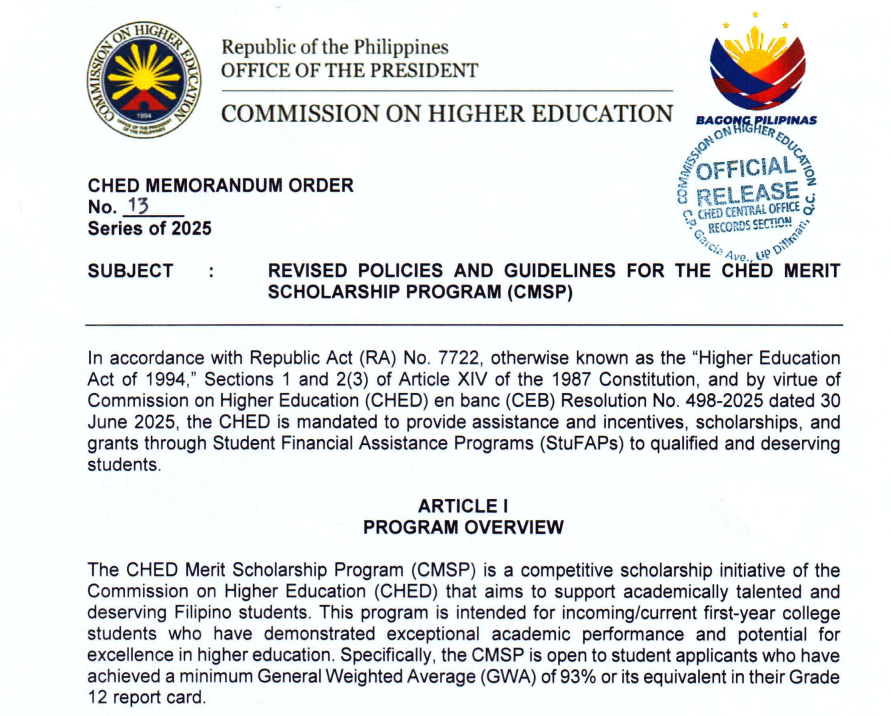 COMMISSION ON HIGHER EDUCATION
1994
OFFICE OF THE PRESIDENT
OF THE PHILIPPINES
Republic of the Philippines
OFFICE OF THE PRESIDENT
COMMISSION ON HIGHER EDUCATION
BAGONG PILIPINAS
COMMISSION ON HIGHER EDUCATION
OFFICIAL
RELEASE
CHED CENTRAL OFFICE
RECORDS SECTION
C.P. Garcia Ave., UP Diliman, Q.C.
CHED MEMORANDUM ORDER
No. 13
Series of 2025
SUBJECT : REVISED POLICIES AND GUIDELINES FOR THE CHED MERIT
SCHOLARSHIP PROGRAM (CMSP)
In accordance with Republic Act (RA) No. 7722, otherwise known as the “Higher Education
Act of 1994,” Sections 1 and 2(3) of Article XIV of the 1987 Constitution, and by virtue of
Commission on Higher Education (CHED) en banc (CEB) Resolution No. 498-2025 dated 30
June 2025, the CHED is mandated to provide assistance and incentives, scholarships, and
grants through Student Financial Assistance Programs (StuFAPs) to qualified and deserving
students.
ARTICLE I
PROGRAM OVERVIEW
The CHED Merit Scholarship Program (CMSP) is a competitive scholarship initiative of the
Commission on Higher Education (CHED) that aims to support academically talented and
deserving Filipino students. This program is intended for incoming/current first-year college
students who have demonstrated exceptional academic performance and potential for
excellence in higher education. Specifically, the CMSP is open to student applicants who have
achieved a minimum General Weighted Average (GWA) of 93% or its equivalent in their Grade
12 report card.